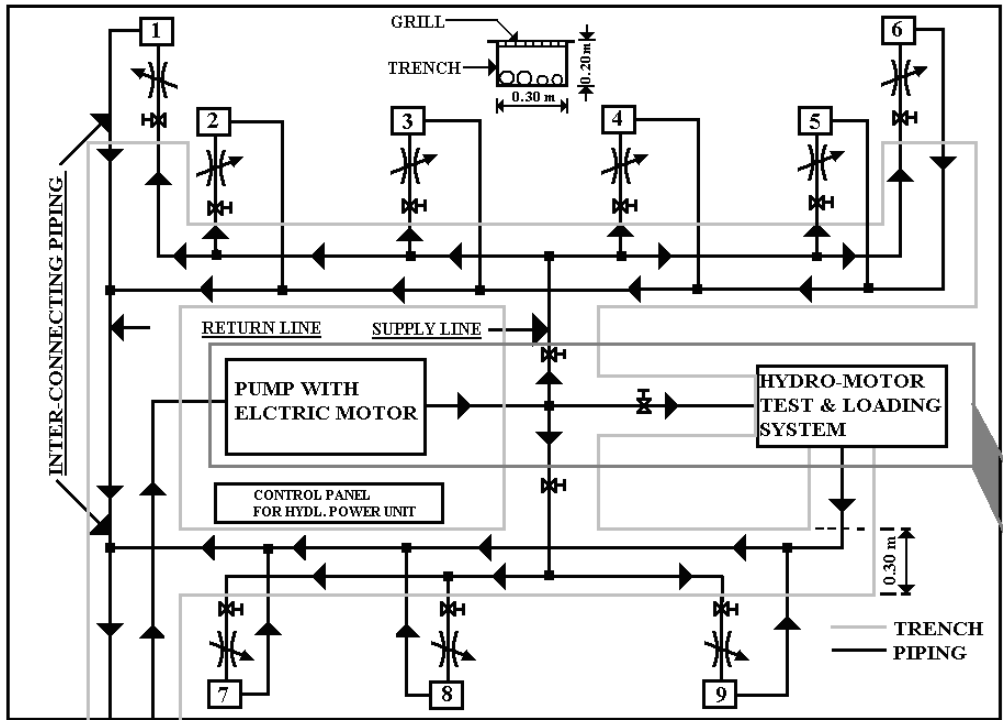 GRILL
1
6
TRENCH
0.20m
0.30 m
2
3
4
5
INTER-CONNECTING PIPING
RETURN LINE
SUPPLY LINE
PUMP WITH
ELCTRIC MOTOR
HYDRO-MOTOR
TEST & LOADING
SYSTEM
CONTROL PANEL
FOR HYDL. POWER UNIT
0.30 m
TRENCH
PIPING
7
8
9